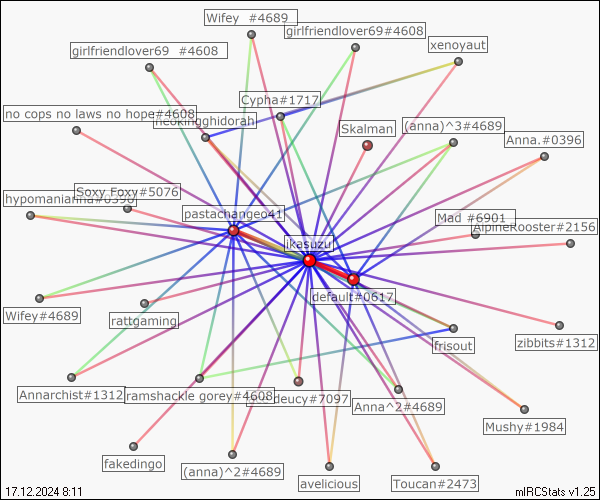 Wifey #4689
girlfriendlover69#4608
girlfriendlover69 #4608
xenoyaut
Cypha#1717
no cops no laws no hope#4608
neokingghidorah
Skalman
(anna)^3#4689
Anna.#0396
Soxy_Foxy#5076
hypomanianna#0396
pastachangeo41
Mad #6901
AlpineRooster#2156
ikasuzu
default#0617
Wifey#4689
rattgaming
frisout
zibbits#1312
Annarchist#1312
ramshackle gorey#4608
deucy#7097
Anna^2#4689
Mushy#1984
fakedingo
(anna)^2#4689
avelicious
Toucan#2473
17.12.2024 8:11
mIRCStats v1.25